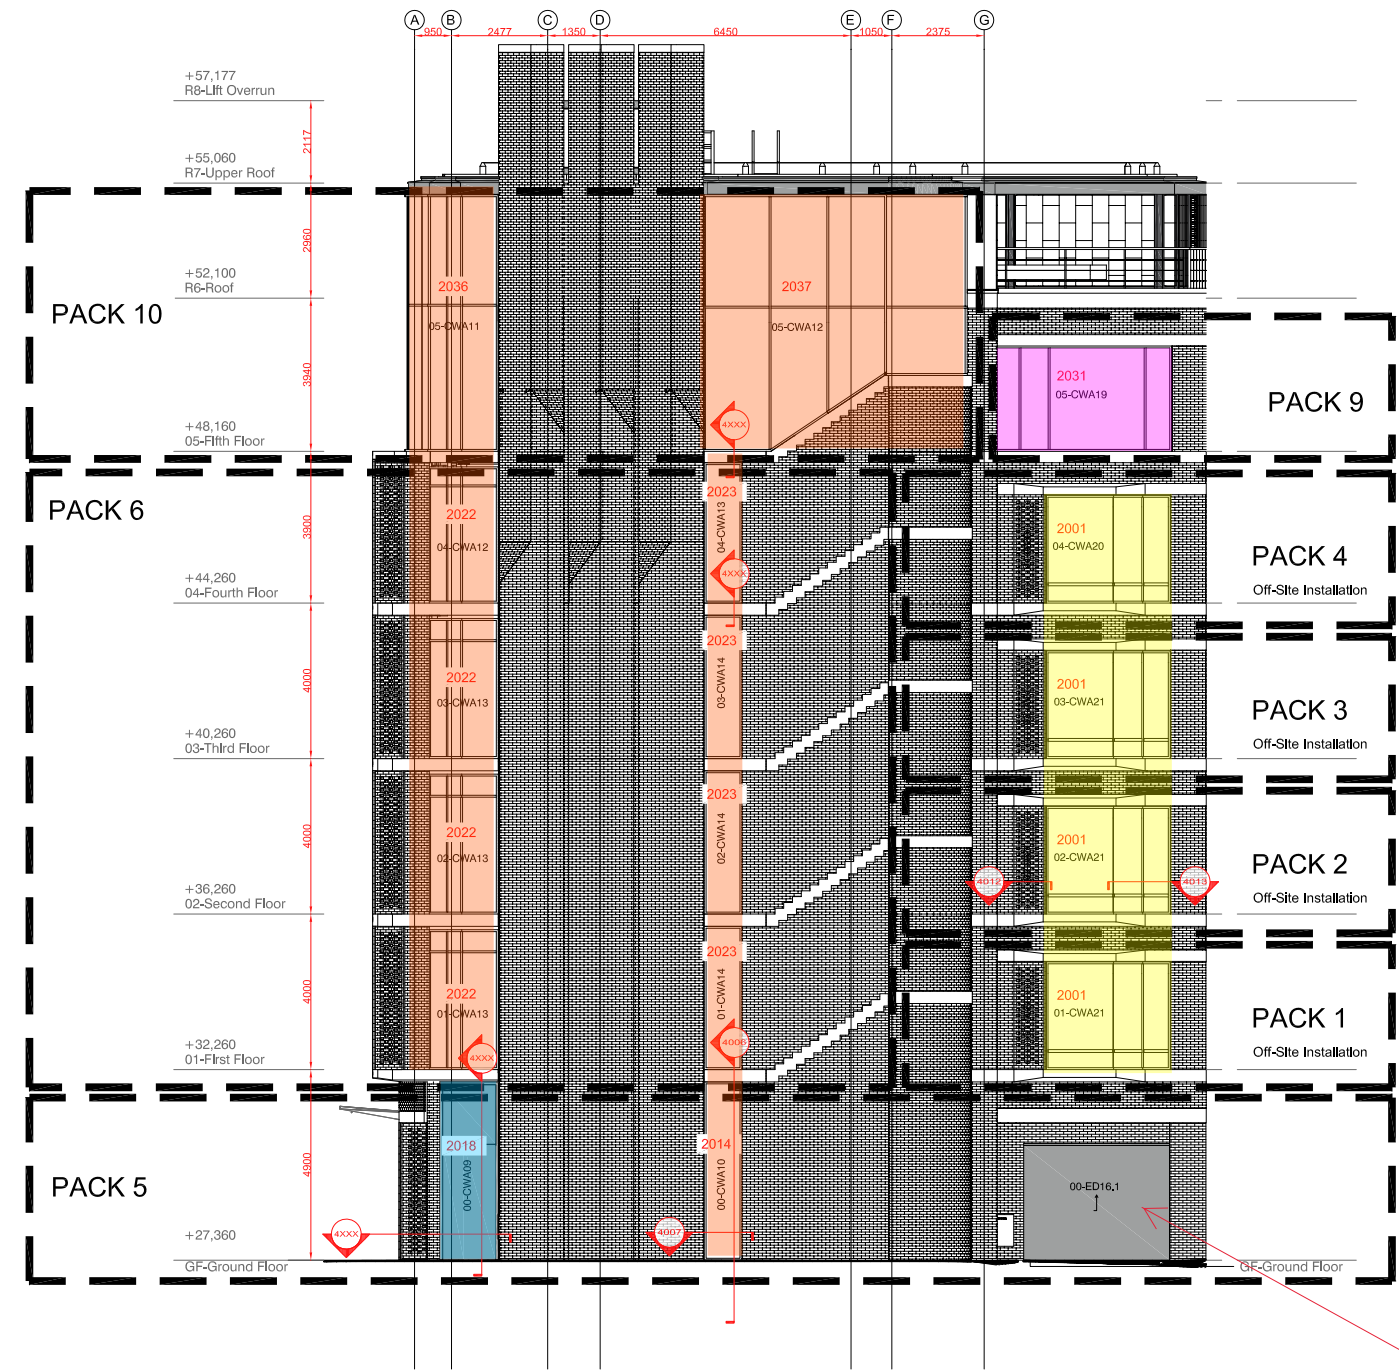 A B C D E F G
950 2477 1350 6450 1050 2375
+57,177
R8-Lift Overrun
2117
+55,060
R7-Upper Roof
2960
+52,100
R6-Roof
2036
2037
PACK 10
05-CWA11
05-CWA12
3940
2031
05-CWA19
PACK 9
+48,160
05-Fifth Floor
4XXX
PACK 6
2022
04-CWA12
2023
04-CWA13
3900
2001
04-CWA20
PACK 4
Off-Site Installation
+44,260
04-Fourth Floor
4XXX
2022
03-CWA13
2023
03-CWA14
4000
2001
03-CWA21
PACK 3
Off-Site Installation
+40,260
03-Third Floor
2022
02-CWA13
2023
02-CWA14
4000
2001
02-CWA21
PACK 2
Off-Site Installation
4012
4013
+36,260
02-Second Floor
2022
01-CWA13
2023
01-CWA14
4000
2001
01-CWA21
PACK 1
Off-Site Installation
+32,260
01-First Floor
4XXX
4006
PACK 5
4900
2018
00-CWA09
2014
00-CWA10
00-ED16.1
+27,360
GF-Ground Floor
4XXX
4007
GF-Ground Floor